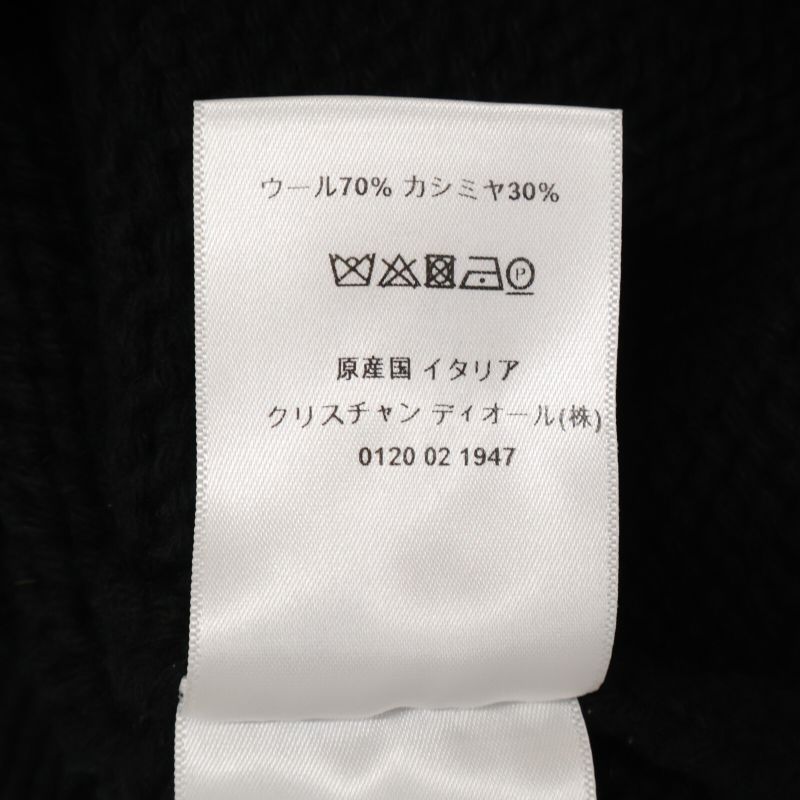 ウール70% カシミヤ30%
P
原産国 イタリア
クリスチャン ディオール(株)
0120 02 1947